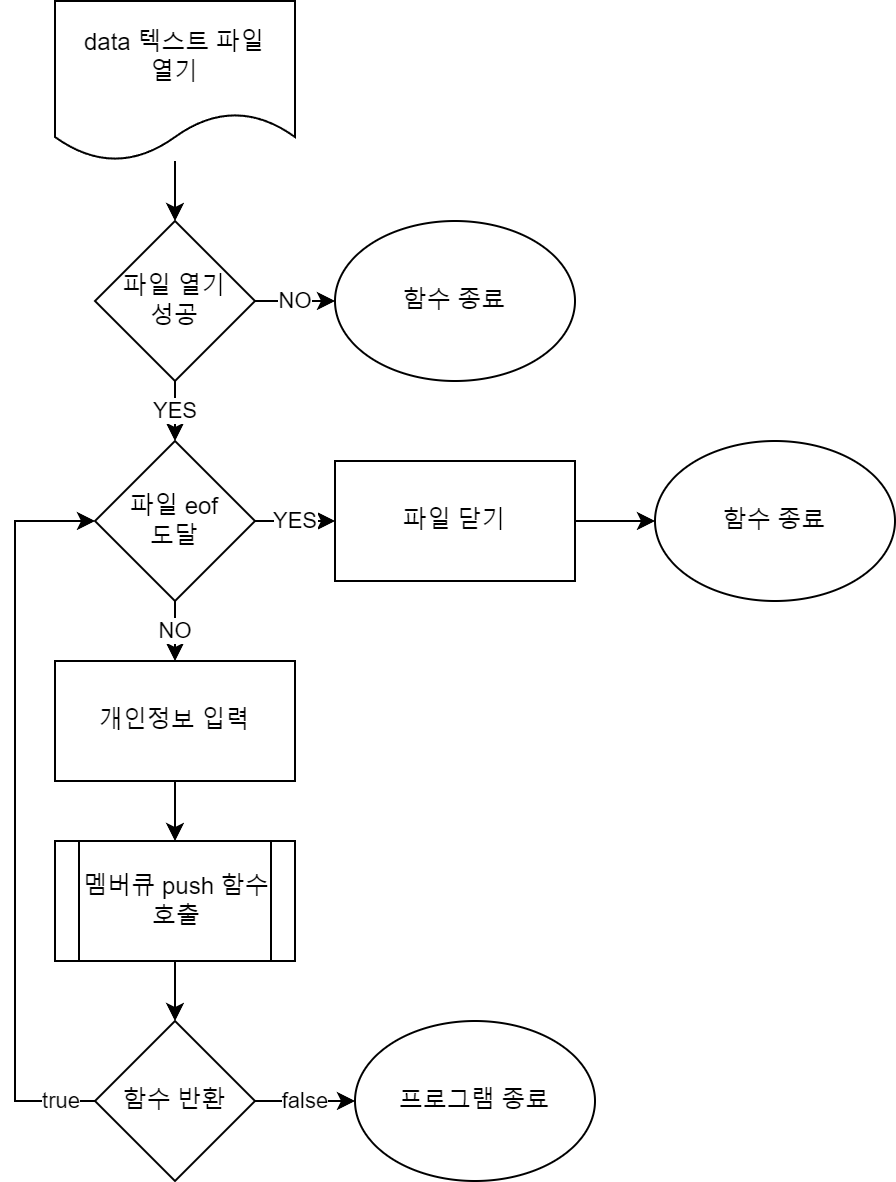 data 텍스트 파일
열기
파일 열기
성공
NO
함수 종료
YES
파일 eof
도달
YES
파일 닫기
함수 종료
NO
개인정보 입력
멤버큐 push 함수
호출
true
함수 반환
false
프로그램 종료